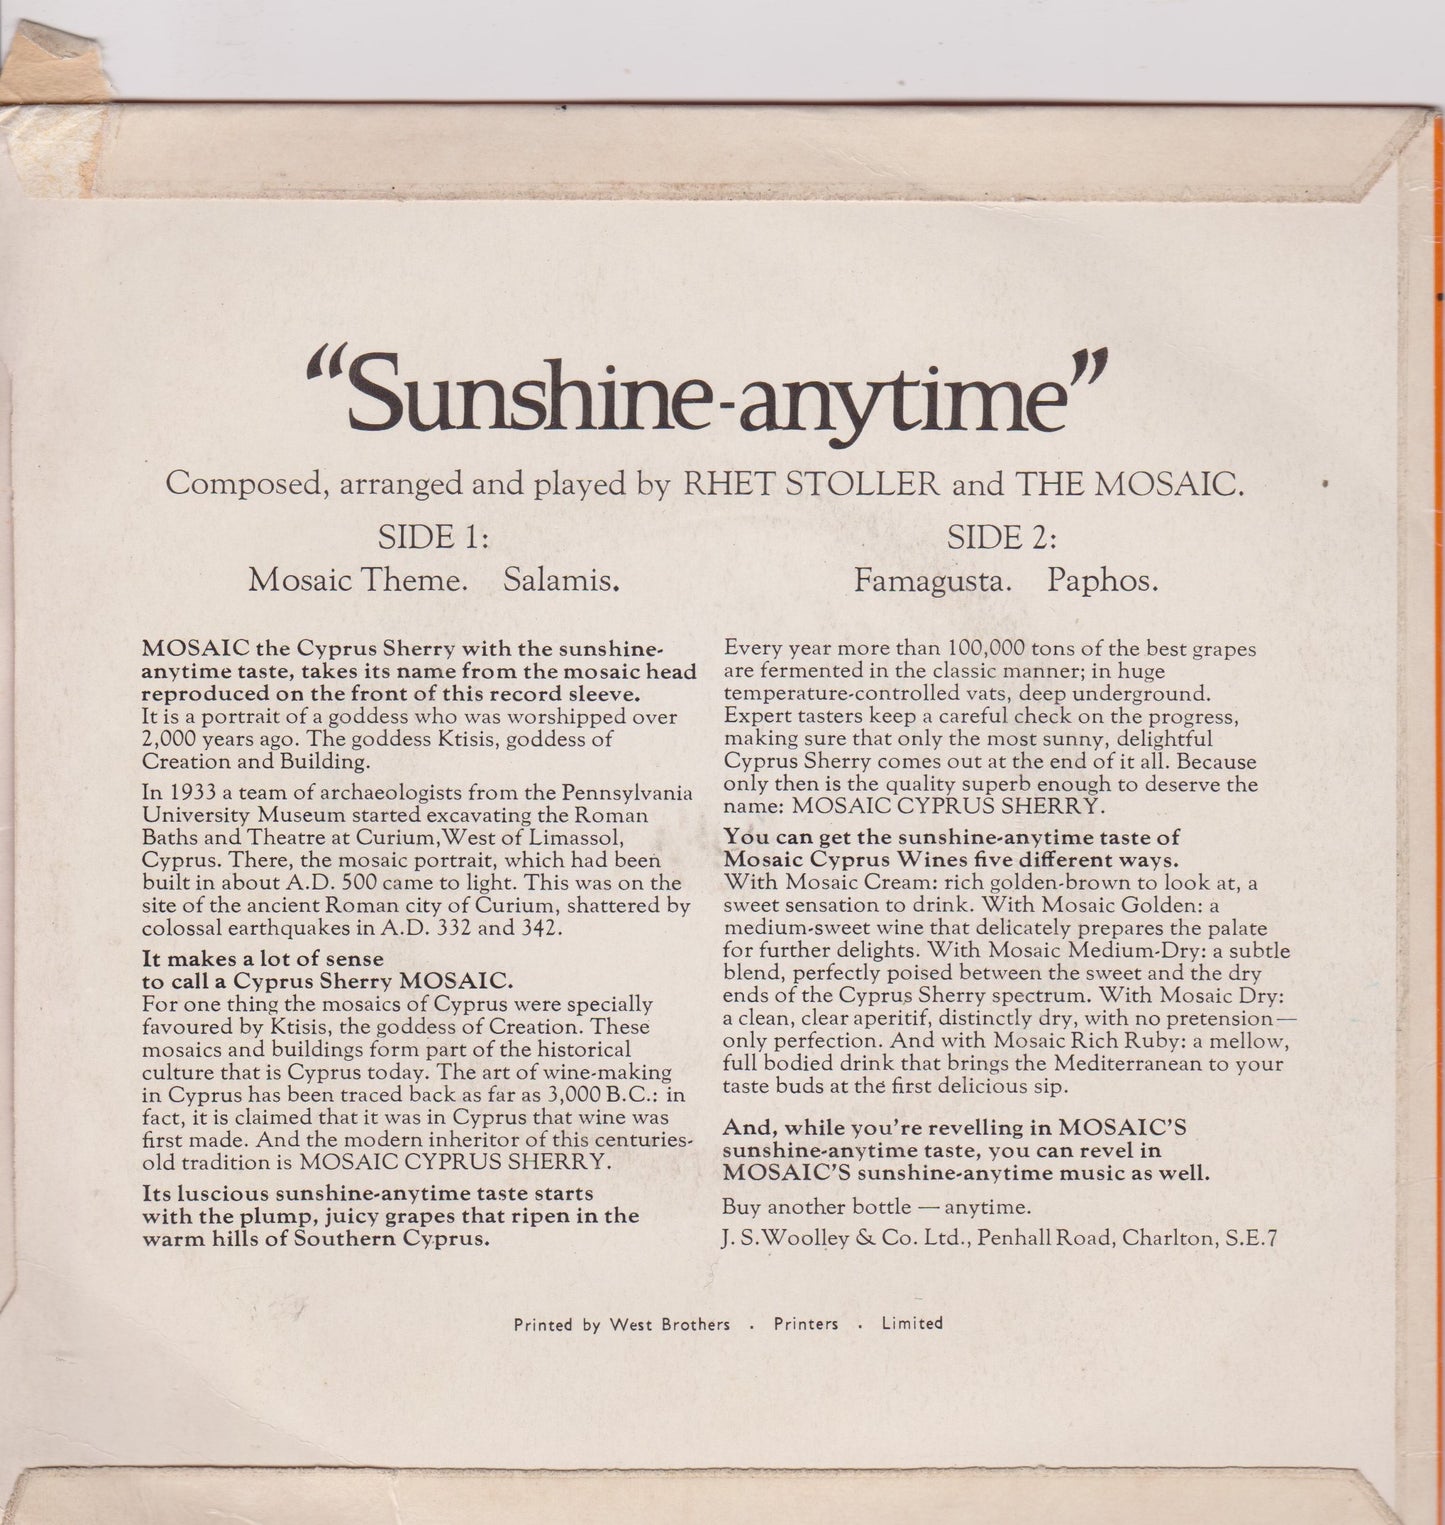 “Sunshine-anytime”
Composed, arranged and played by RHET STOLLER and THE MOSAIC.
SIDE 1:
Mosaic Theme. Salamis.
SIDE 2:
Famagusta. Paphos.
MOSAIC the Cyprus Sherry with the sunshine-
anytime taste, takes its name from the mosaic head
reproduced on the front of this record sleeve.
It is a portrait of a goddess who was worshipped over
2,000 years ago. The goddess Ktisis, goddess of
Creation and Building.
In 1933 a team of archaeologists from the Pennsylvania
University Museum started excavating the Roman
Baths and Theatre at Curium,West of Limassol,
Cyprus. There, the mosaic portrait, which had been
built in about A.D. 500 came to light. This was on the
site of the ancient Roman city of Curium, shattered by
colossal earthquakes in A.D. 332 and 342.
It makes a lot of sense
to call a Cyprus Sherry MOSAIC.
For one thing the mosaics of Cyprus were specially
favoured by Ktisis, the goddess of Creation. These
mosaics and buildings form part of the historical
culture that is Cyprus today. The art of wine-making
in Cyprus has been traced back as far as 3,000 B.C.: in
fact, it is claimed that it was in Cyprus that wine was
first made. And the modern inheritor of this centuries-
old tradition is MOSAIC CYPRUS SHERRY.
Its luscious sunshine-anytime taste starts
with the plump, juicy grapes that ripen in the
warm hills of Southern Cyprus.
Every year more than 100,000 tons of the best grapes
are fermented in the classic manner; in huge
temperature-controlled vats, deep underground.
Expert tasters keep a careful check on the progress,
making sure that only the most sunny, delightful
Cyprus Sherry comes out at the end of it all. Because
only then is the quality superb enough to deserve the
name: MOSAIC CYPRUS SHERRY.
You can get the sunshine-anytime taste of
Mosaic Cyprus Wines five different ways.
With Mosaic Cream: rich golden-brown to look at, a
sweet sensation to drink. With Mosaic Golden: a
medium-sweet wine that delicately prepares the palate
for further delights. With Mosaic Medium-Dry: a subtle
blend, perfectly poised between the sweet and the dry
ends of the Cyprus Sherry spectrum. With Mosaic Dry:
a clean, clear aperitif, distinctly dry, with no pretension—
only perfection. And with Mosaic Rich Ruby: a mellow,
full bodied drink that brings the Mediterranean to your
taste buds at the first delicious sip.
And, while you’re revelling in MOSAIC’S
sunshine-anytime taste, you can revel in
MOSAIC’S sunshine-anytime music as well.
Buy another bottle — anytime.
J. S.Woolley & Co. Ltd., Penhall Road, Charlton, S.E.7
Printed by West Brothers . Printers . Limited